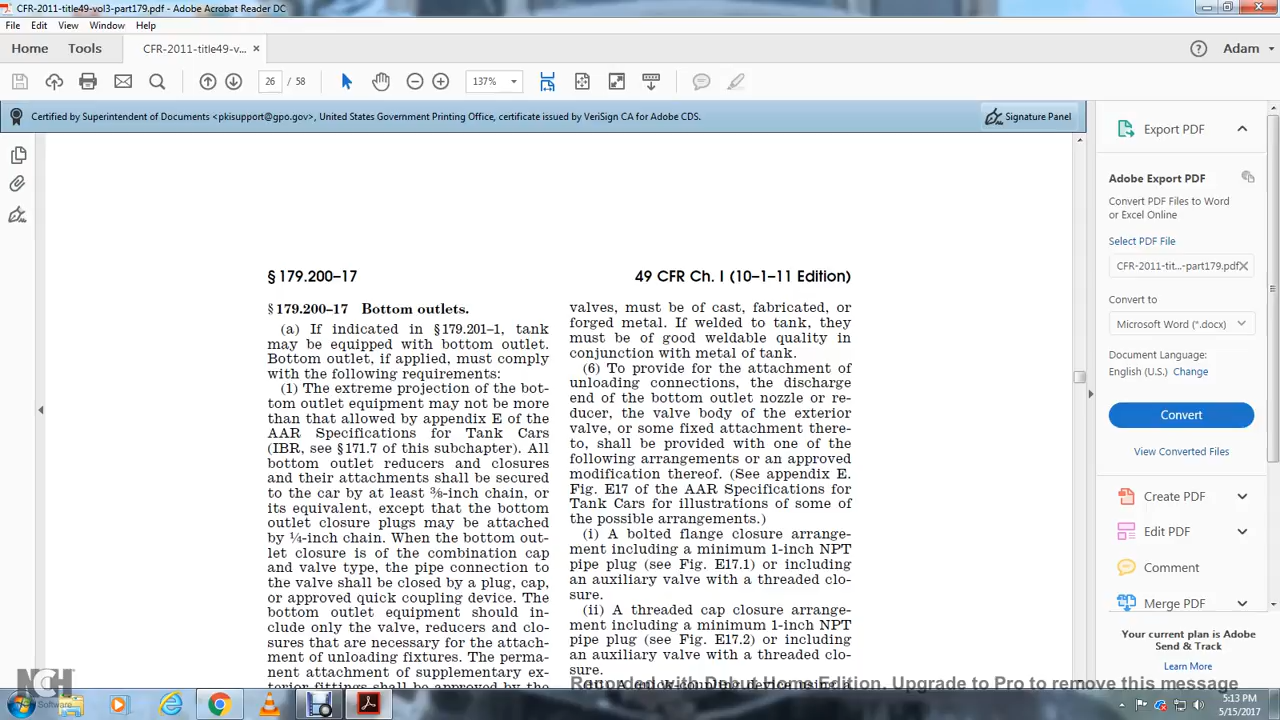 CFR-2011-title49-vol3-part179.pdf - Adobe Acrobat Reader DC
File Edit View Window Help
Home Tools CFR-2011-title49-v... × Adam
26 / 58 137%
Certified by Superintendent of Documents <pkisupport@gpo.gov>, United States Government Printing Office, certificate issued by VeriSign CA for Adobe CDS.
Signature Panel
§ 179.200–17
49 CFR Ch. I (10–1–11 Edition)
§ 179.200–17 Bottom outlets.
(a) If indicated in § 179.201–1, tank
may be equipped with bottom outlet.
Bottom outlet, if applied, must comply
with the following requirements:
(1) The extreme projection of the bot-
tom outlet equipment may not be more
than that allowed by appendix E of the
AAR Specifications for Tank Cars
(IBR, see § 171.7 of this subchapter). All
bottom outlet reducers and closures
and their attachments shall be secured
to the car by at least 3⁄8-inch chain, or
its equivalent, except that the bottom
outlet closure plugs may be attached
by 1⁄4-inch chain. When the bottom out-
let closure is of the combination cap
and valve type, the pipe connection to
the valve shall be closed by a plug, cap,
or approved quick coupling device. The
bottom outlet equipment should in-
clude only the valve, reducers and clo-
sures that are necessary for the attach-
ment of unloading fixtures. The perma-
nent attachment of supplementary ex-
terior fittings shall be approved by the
valves, must be of cast, fabricated, or
forged metal. If welded to tank, they
must be of good weldable quality in
conjunction with metal of tank.
(6) To provide for the attachment of
unloading connections, the discharge
end of the bottom outlet nozzle or re-
ducer, the valve body of the exterior
valve, or some fixed attachment there-
to, shall be provided with one of the
following arrangements or an approved
modification thereof. (See appendix E.
Fig. E17 of the AAR Specifications for
Tank Cars for illustrations of some of
the possible arrangements.)
(i) A bolted flange closure arrange-
ment including a minimum 1-inch NPT
pipe plug (see Fig. E17.1) or including
an auxiliary valve with a threaded clo-
sure.
(ii) A threaded cap closure arrange-
ment including a minimum 1-inch NPT
pipe plug (see Fig. E17.2) or including
an auxiliary valve with a threaded clo-
sure.
Export PDF
Adobe Export PDF
Convert PDF Files to Word
or Excel Online
Select PDF File
CFR-2011-tit...-part179.pdf
Convert to
Microsoft Word (*.docx)
Document Language:
English (U.S.) Change
Convert
View Converted Files
Create PDF
Edit PDF
Comment
Merge PDF
Your current plan is Adobe
Send & Track
Learn More
Recorded with Debut Home Edition. Upgrade to Pro to remove this message
NCH
Software
5:13 PM
5/15/2017